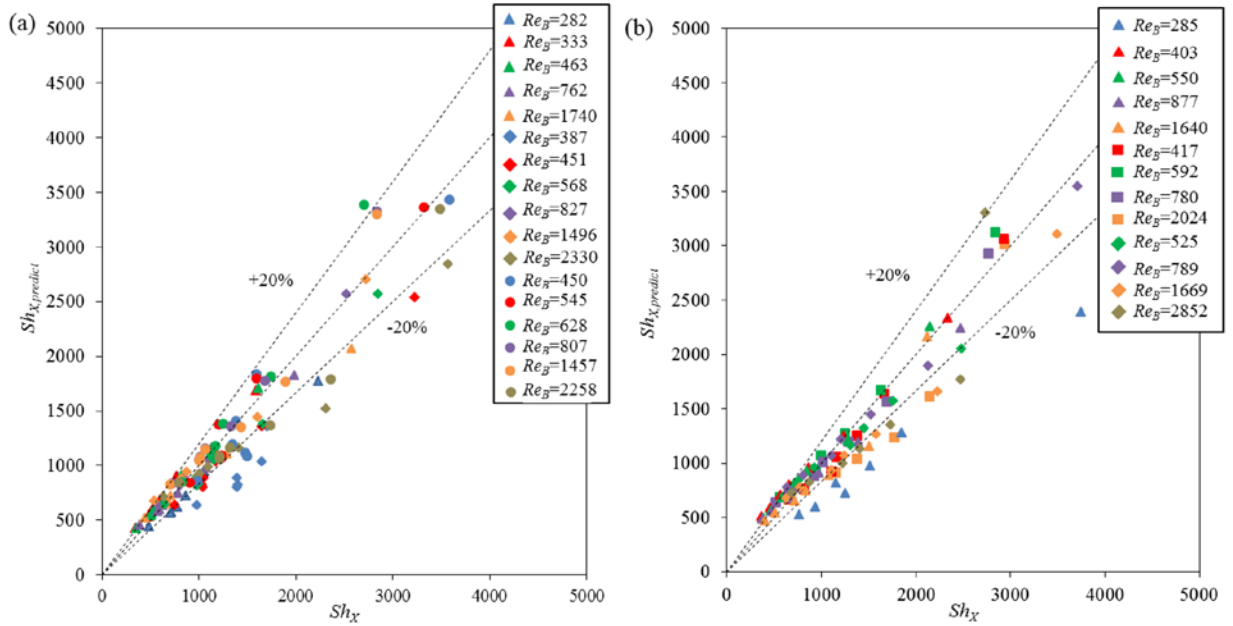 (a)
5000
4500
4000
3500
3000
2500
2000
1500
1000
500
0
Sh_X,predict
0
1000
2000
3000
4000
5000
Sh_X
+20%
-20%
Re_B=282
Re_B=333
Re_B=463
Re_B=762
Re_B=1740
Re_B=387
Re_B=451
Re_B=568
Re_B=827
Re_B=1496
Re_B=2330
Re_B=450
Re_B=545
Re_B=628
Re_B=807
Re_B=1457
Re_B=2258
(b)
5000
4500
4000
3500
3000
2500
2000
1500
1000
500
0
Sh_X,predict
0
1000
2000
3000
4000
5000
Sh_X
+20%
-20%
Re_B=285
Re_B=403
Re_B=550
Re_B=877
Re_B=1640
Re_B=417
Re_B=592
Re_B=780
Re_B=2024
Re_B=525
Re_B=789
Re_B=1669
Re_B=2852